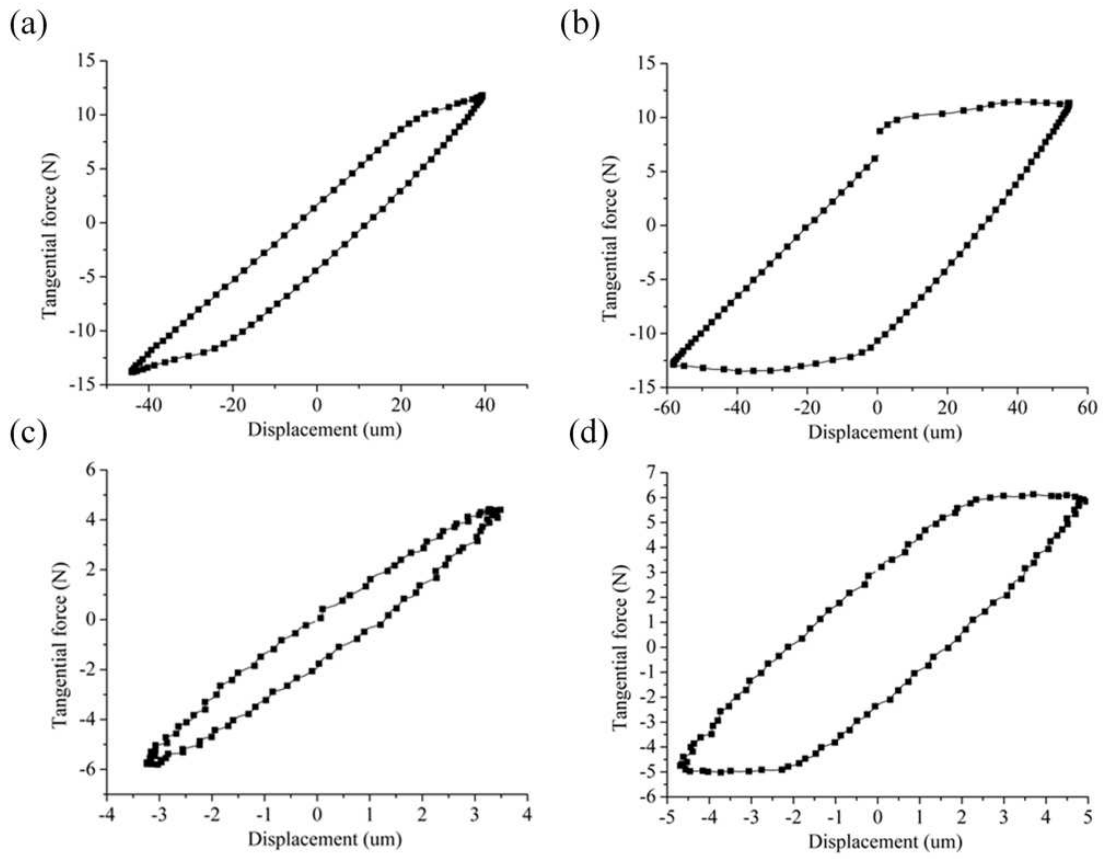 (a)
15
10
5
0
-5
-10
-15
Tangential force (N)
-40 -20 0 20 40
Displacement (um)
(b)
15
10
5
0
-5
-10
-15
Tangential force (N)
-60 -40 -20 0 20 40 60
Displacement (um)
(c)
6
4
2
0
-2
-4
-6
Tangential force (N)
-4 -3 -2 -1 0 1 2 3 4
Displacement (um)
(d)
7
6
5
4
3
2
1
0
-1
-2
-3
-4
-5
-6
Tangential force (N)
-5 -4 -3 -2 -1 0 1 2 3 4 5
Displacement (um)